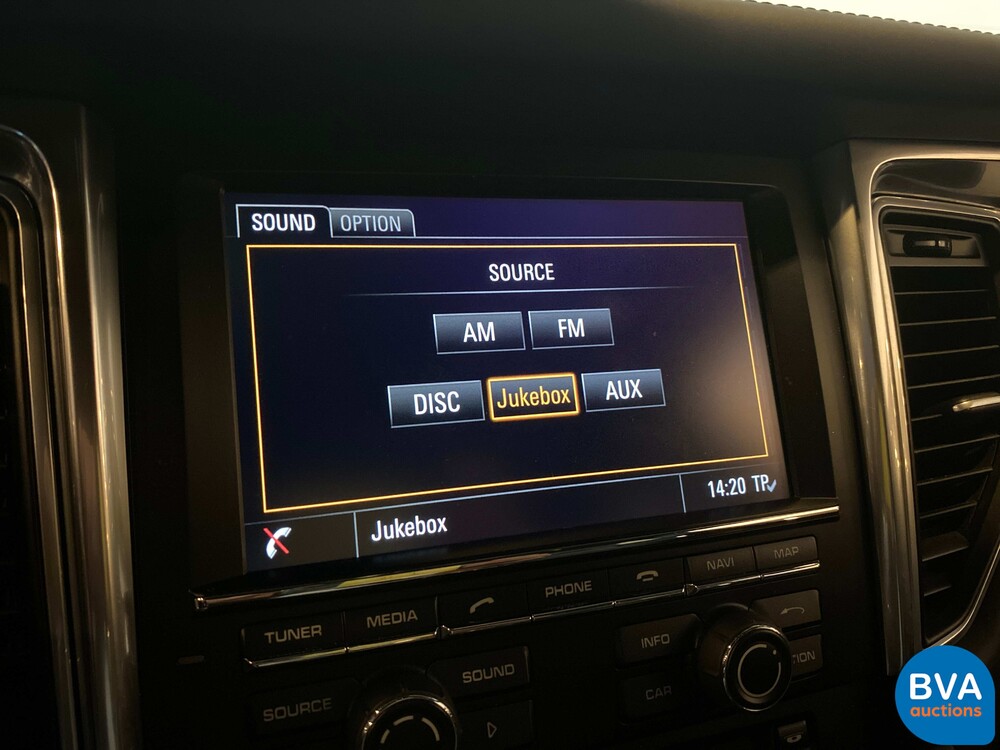 SOUND OPTION
SOURCE
AM FM
DISC Jukebox AUX
Jukebox 14:20 TP
TUNER MEDIA PHONE NAVI MAP
SOURCE SOUND INFO
CAR
BVA
auctions